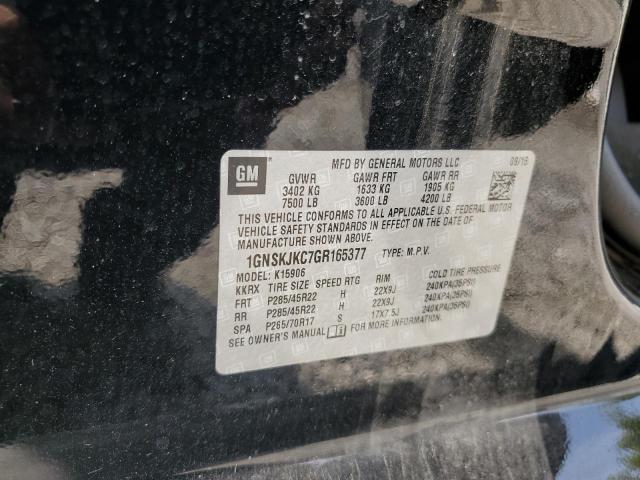 GM
MFD BY GENERAL MOTORS LLC 09/15
GVWR GAWR FRT GAWR RR
3402 KG 1633 KG 1905 KG
7500 LB 3600 LB 4200 LB
THIS VEHICLE CONFORMS TO ALL APPLICABLE U.S. FEDERAL MOTOR
VEHICLE SAFETY STANDARDS IN EFFECT ON THE DATE OF
MANUFACTURE SHOWN ABOVE.
1GNSKJKC7GR165377 TYPE: M.P.V.
MODEL: K15906
KKRX TIRE SIZE SPEED RTG RIM COLD TIRE PRESSURE
FRT P285/45R22 H 22X9J 240KPA(35PSI)
RR P285/45R22 H 22X9J 240KPA(35PSI)
SPA P265/70R17 S 17X7.5J 240KPA(35PSI)
SEE OWNER'S MANUAL FOR MORE INFORMATION.